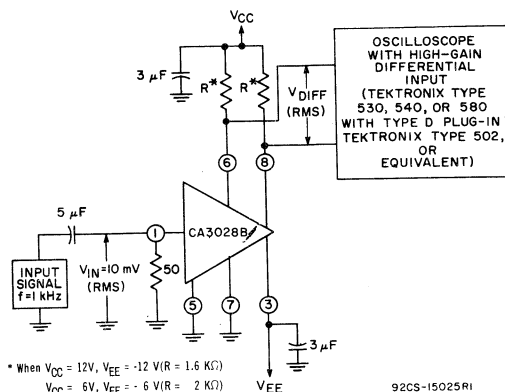 VCC
3 µF
R*
R*
OSCILLOSCOPE
WITH HIGH-GAIN
DIFFERENTIAL
INPUT
(TEKTRONIX TYPE
530, 540, OR 580
WITH TYPE D PLUG-IN
TEKTRONIX TYPE 502,
OR
EQUIVALENT)
VDIFF
(RMS)
6
8
5 µF
1
CA3028B
INPUT
SIGNAL
f=1 kHz
VIN=10 mV
(RMS)
50
5
7
3
3 µF
VEE
* When VCC = 12V, VEE = -12 V(R = 1.6 KΩ)
VCC = 6V, VEE = - 6 V(R = 2 KΩ)
92CS-15025R1